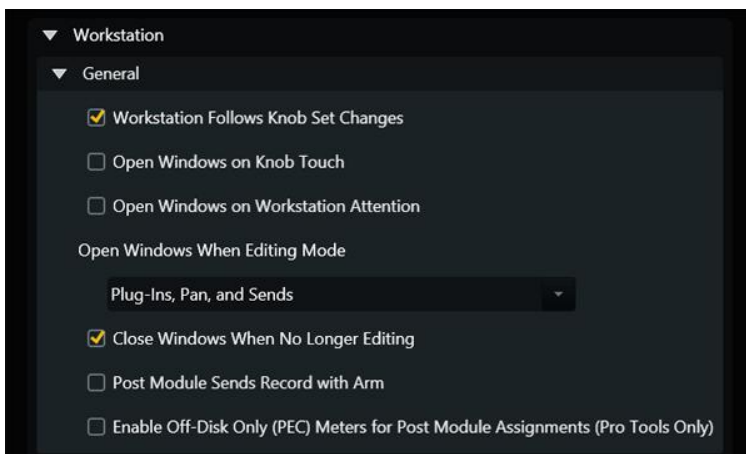 Workstation
General
Workstation Follows Knob Set Changes
Open Windows on Knob Touch
Open Windows on Workstation Attention
Open Windows When Editing Mode
Plug-Ins, Pan, and Sends
Close Windows When No Longer Editing
Post Module Sends Record with Arm
Enable Off-Disk Only (PEC) Meters for Post Module Assignments (Pro Tools Only)